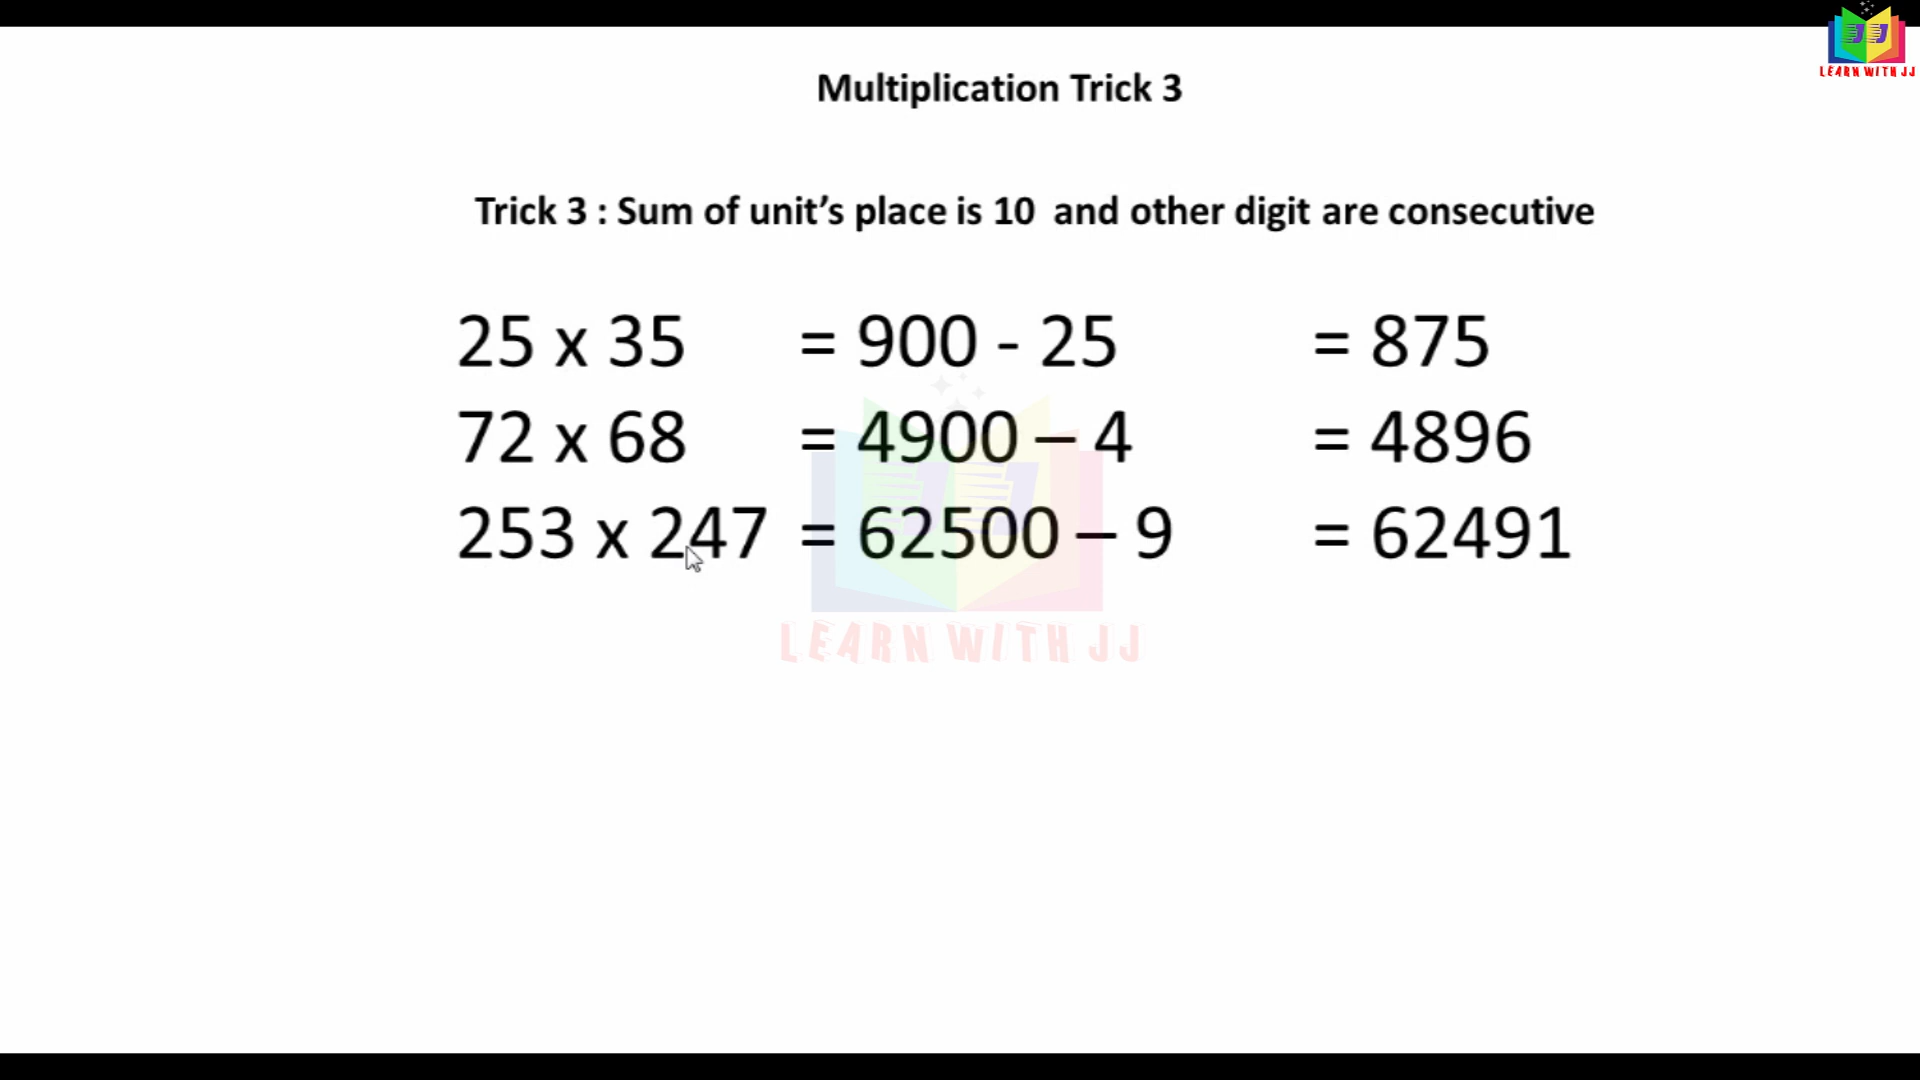 LEARN WITH JJ
Multiplication Trick 3
Trick 3 : Sum of unit’s place is 10 and other digit are consecutive
25 x 35 = 900 - 25 = 875
72 x 68 = 4900 – 4 = 4896
253 x 247 = 62500 – 9 = 62491
LEARN WITH JJ